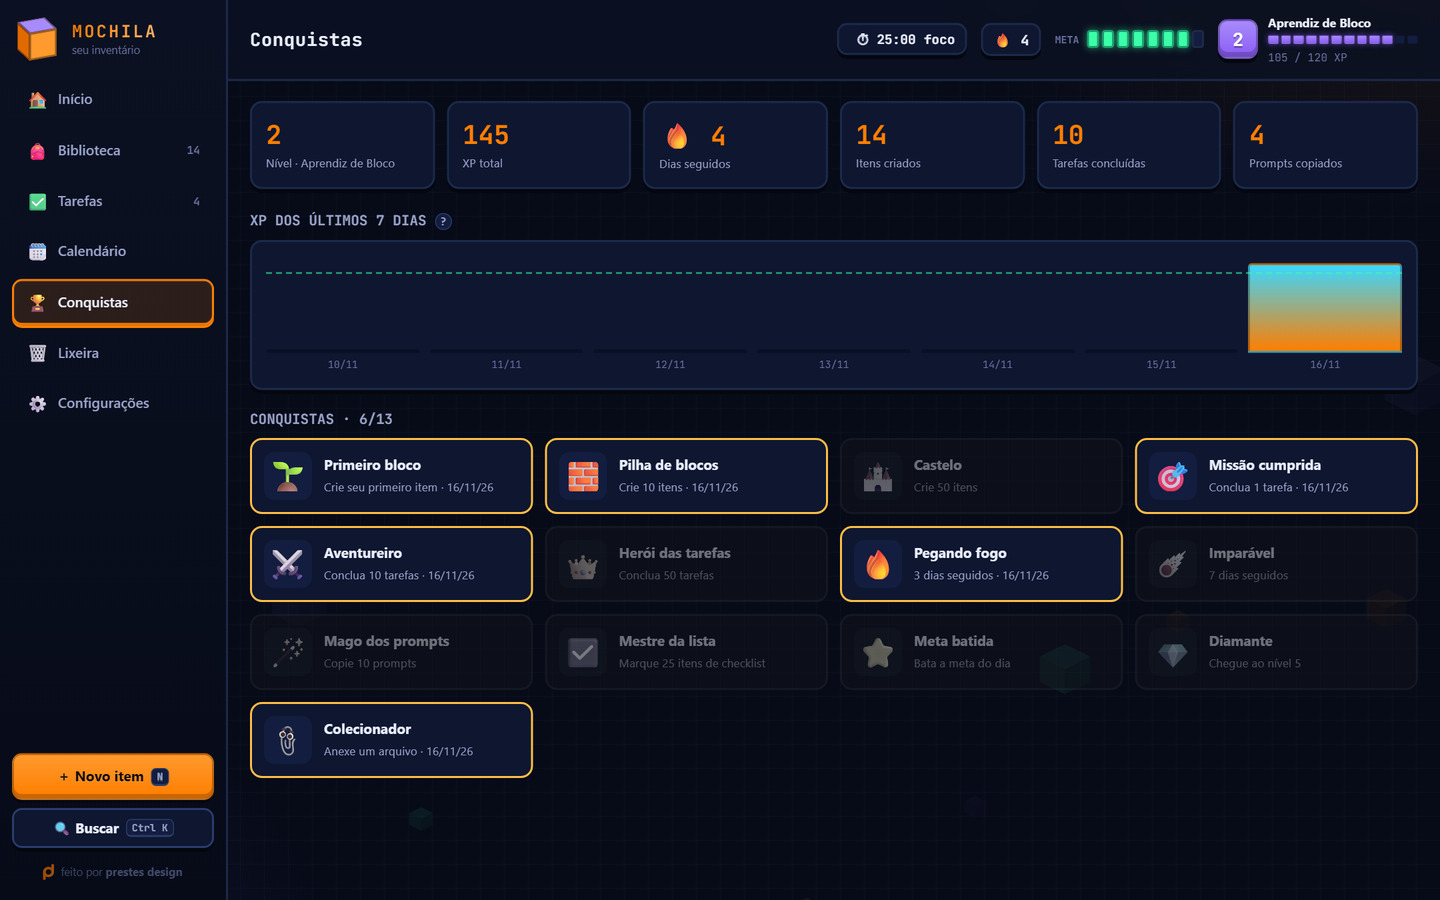 MOCHILA
seu inventário
Início
Biblioteca 14
Tarefas 4
Calendário
Conquistas
Lixeira
Configurações
+ Novo item N
Buscar Ctrl K
feito por prestes design
Conquistas
25:00 foco
4
META
2
Aprendiz de Bloco
105 / 120 XP
2
Nível · Aprendiz de Bloco
145
XP total
4
Dias seguidos
14
Itens criados
10
Tarefas concluídas
4
Prompts copiados
XP DOS ÚLTIMOS 7 DIAS ?
10/11 11/11 12/11 13/11 14/11 15/11 16/11
CONQUISTAS · 6/13
Primeiro bloco
Crie seu primeiro item · 16/11/26
Pilha de blocos
Crie 10 itens · 16/11/26
Castelo
Crie 50 itens
Missão cumprida
Conclua 1 tarefa · 16/11/26
Aventureiro
Conclua 10 tarefas · 16/11/26
Herói das tarefas
Conclua 50 tarefas
Pegando fogo
3 dias seguidos · 16/11/26
Imparável
7 dias seguidos
Mago dos prompts
Copie 10 prompts
Mestre da lista
Marque 25 itens de checklist
Meta batida
Bata a meta do dia
Diamante
Chegue ao nível 5
Colecionador
Anexe um arquivo · 16/11/26